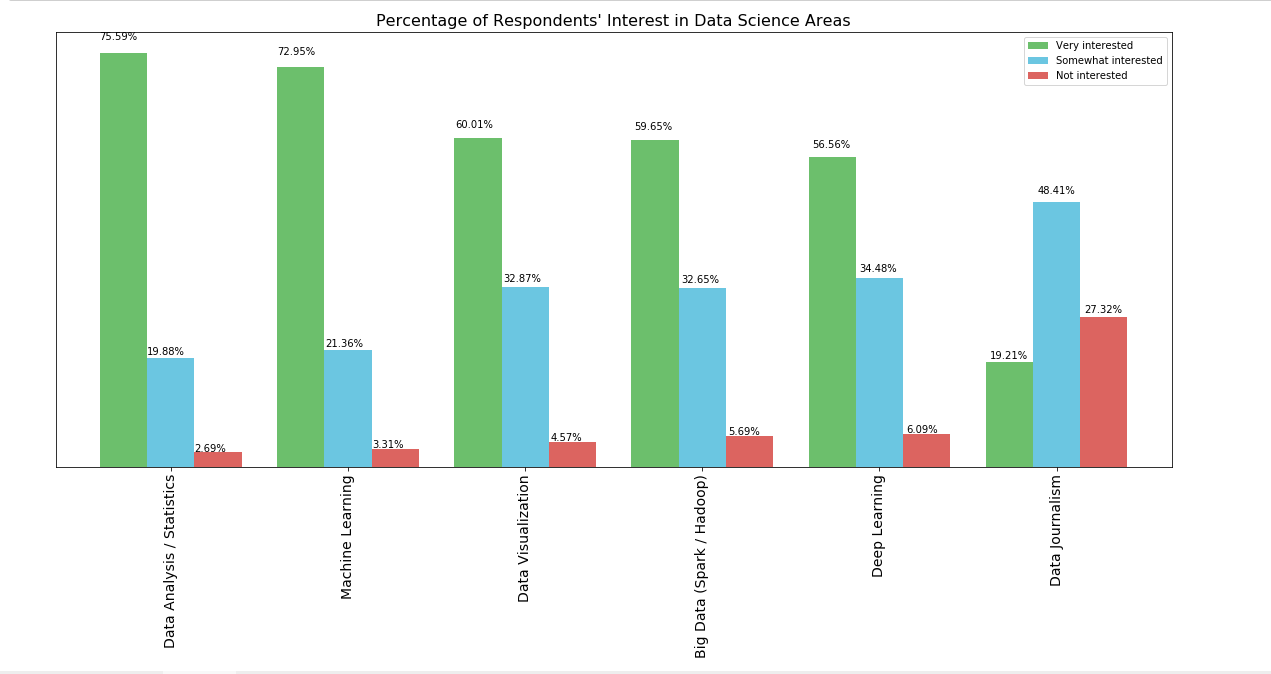 Percentage of Respondents' Interest in Data Science Areas
Very interested
Somewhat interested
Not interested
75.59%
19.88%
2.69%
72.95%
21.36%
3.31%
60.01%
32.87%
4.57%
59.65%
32.65%
5.69%
56.56%
34.48%
6.09%
19.21%
48.41%
27.32%
Data Analysis / Statistics
Machine Learning
Data Visualization
Big Data (Spark / Hadoop)
Deep Learning
Data Journalism